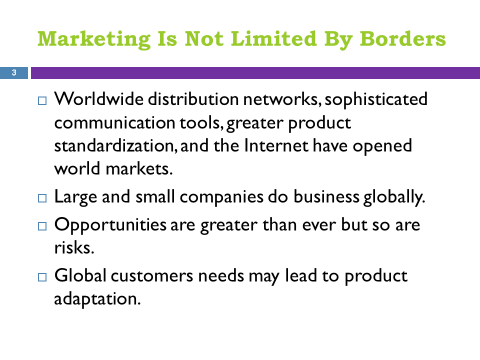 Marketing Is Not Limited By Borders
3
Worldwide distribution networks, sophisticated
communication tools, greater product
standardization, and the Internet have opened
world markets.
Large and small companies do business globally.
Opportunities are greater than ever but so are
risks.
Global customers needs may lead to product
adaptation.